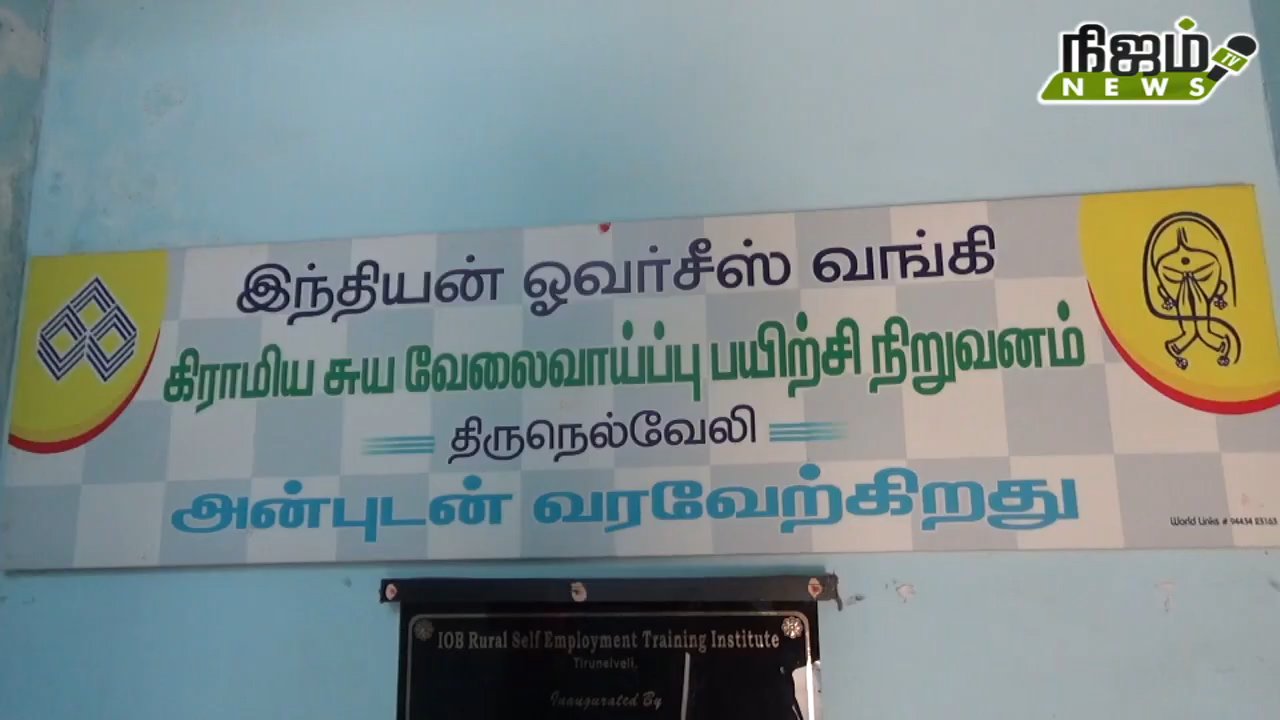 நிஜம்
TV
NEWS
இந்தியன் ஓவர்சீஸ் வங்கி
கிராமிய சுய வேலைவாய்ப்பு பயிற்சி நிறுவனம்
திருநெல்வேலி
அன்புடன் வரவேற்கிறது
World Links # 94434 23163
IOB Rural Self Employment Training Institute
Tirunelveli,
Inaugurated By